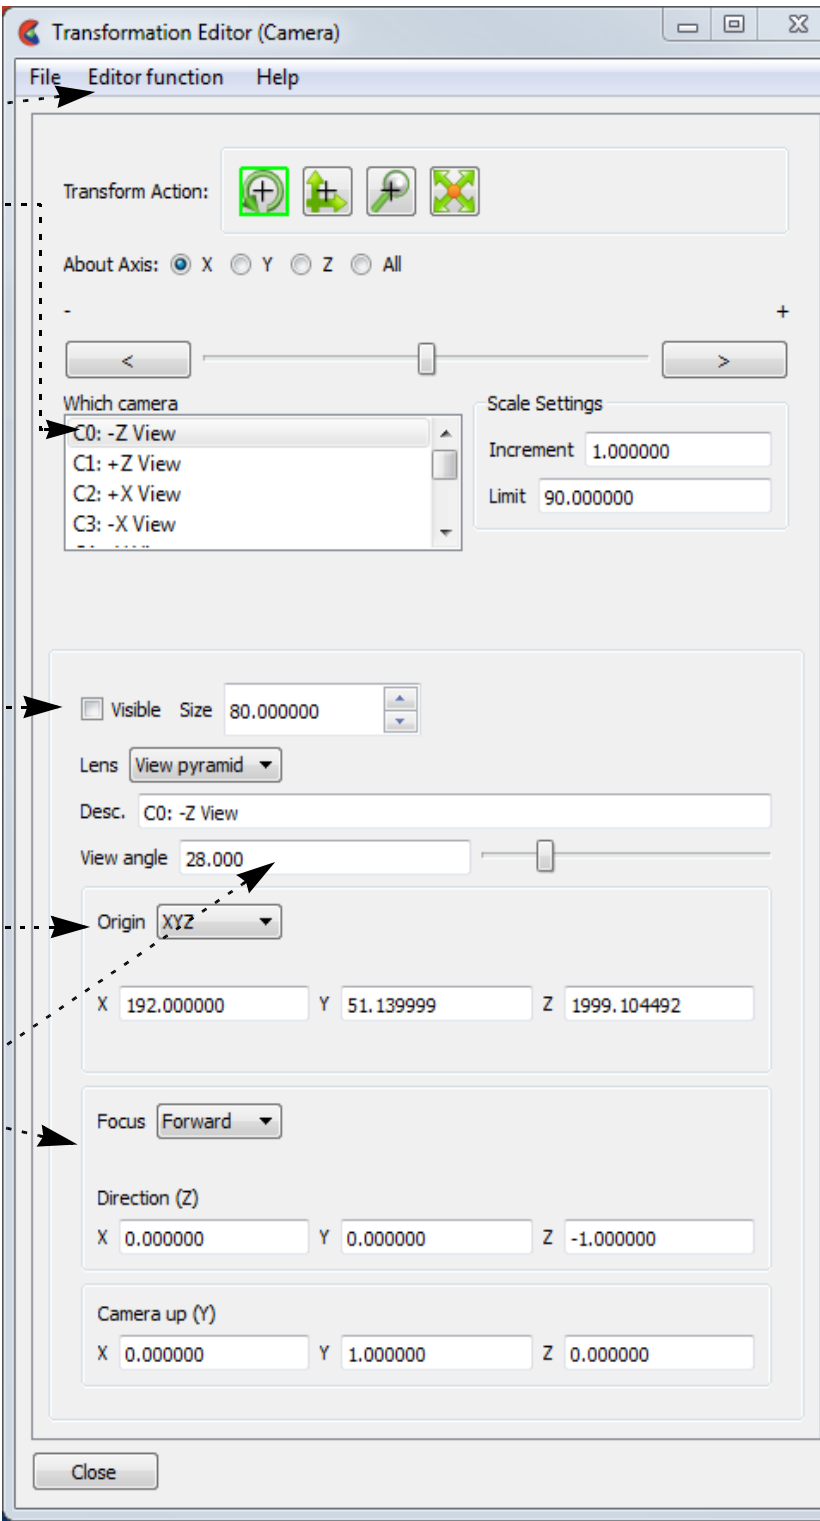 Transformation Editor (Camera)
File Editor function Help
Transform Action:
About Axis: X Y Z All
- +
< >
Which camera
C0: -Z View
C1: +Z View
C2: +X View
C3: -X View
Scale Settings
Increment 1.000000
Limit 90.000000
Visible Size 80.000000
Lens View pyramid
Desc. C0: -Z View
View angle 28.000
Origin XYZ
X 192.000000 Y 51.139999 Z 1999.104492
Focus Forward
Direction (Z)
X 0.000000 Y 0.000000 Z -1.000000
Camera up (Y)
X 0.000000 Y 1.000000 Z 0.000000
Close